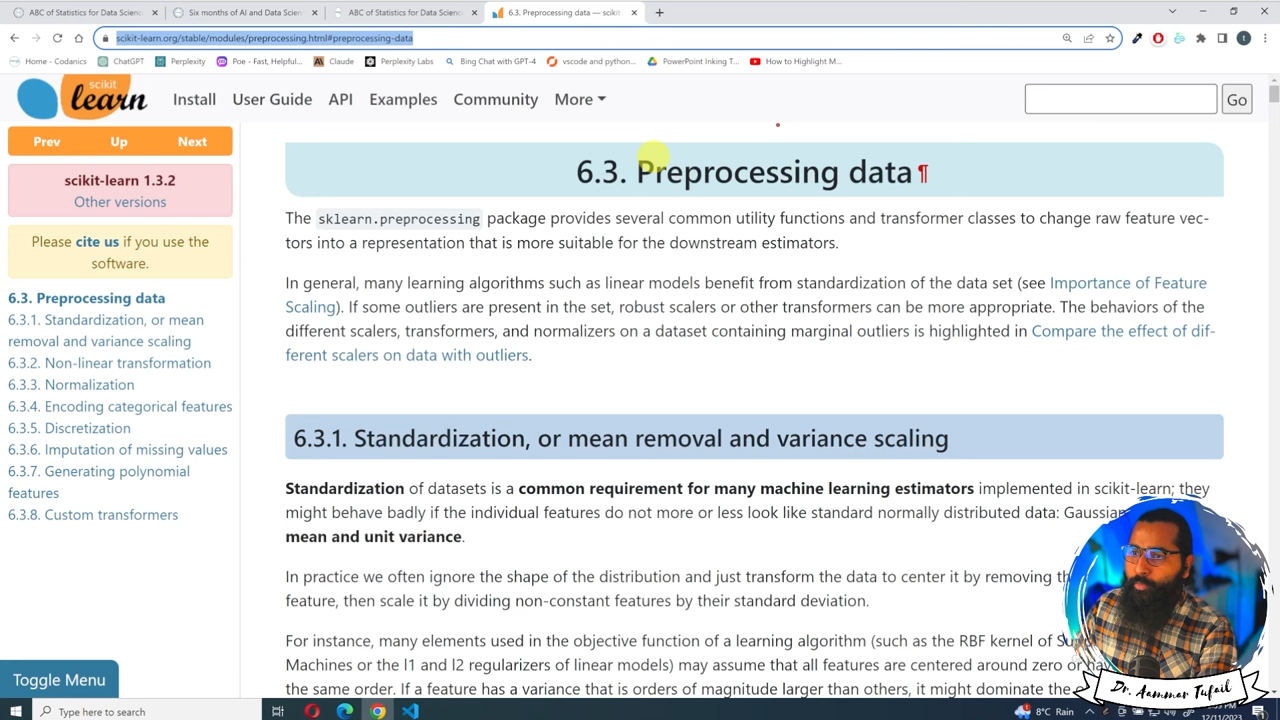 ABC of Statistics for Data Scienc
Six months of AI and Data Scien
ABC of Statistics for Data Scienc
6.3. Preprocessing data — scikit
scikit-learn.org/stable/modules/preprocessing.html#preprocessing-data
Home - Codanics
ChatGPT
Perplexity
Poe - Fast, Helpful...
Claude
Perplexity Labs
Bing Chat with GPT-4
vscode and python...
PowerPoint Inking T...
How to Highlight M...
scikit
learn
Install
User Guide
API
Examples
Community
More
Go
Prev
Up
Next
scikit-learn 1.3.2
Other versions
Please cite us if you use the
software.
6.3. Preprocessing data
6.3.1. Standardization, or mean
removal and variance scaling
6.3.2. Non-linear transformation
6.3.3. Normalization
6.3.4. Encoding categorical features
6.3.5. Discretization
6.3.6. Imputation of missing values
6.3.7. Generating polynomial
features
6.3.8. Custom transformers
Toggle Menu
6.3. Preprocessing data¶
The sklearn.preprocessing package provides several common utility functions and transformer classes to change raw feature vec-
tors into a representation that is more suitable for the downstream estimators.
In general, many learning algorithms such as linear models benefit from standardization of the data set (see Importance of Feature
Scaling). If some outliers are present in the set, robust scalers or other transformers can be more appropriate. The behaviors of the
different scalers, transformers, and normalizers on a dataset containing marginal outliers is highlighted in Compare the effect of dif-
ferent scalers on data with outliers.
6.3.1. Standardization, or mean removal and variance scaling
Standardization of datasets is a common requirement for many machine learning estimators implemented in scikit-learn; they
might behave badly if the individual features do not more or less look like standard normally distributed data: Gaussian
mean and unit variance.
In practice we often ignore the shape of the distribution and just transform the data to center it by removing
feature, then scale it by dividing non-constant features by their standard deviation.
For instance, many elements used in the objective function of a learning algorithm (such as the RBF kernel of
Machines or the l1 and l2 regularizers of linear models) may assume that all features are centered around zero or
the same order. If a feature has a variance that is orders of magnitude larger than others, it might dominate the
Dr. Aammar Tufail
Type here to search
8°C Rain
12/11/2023